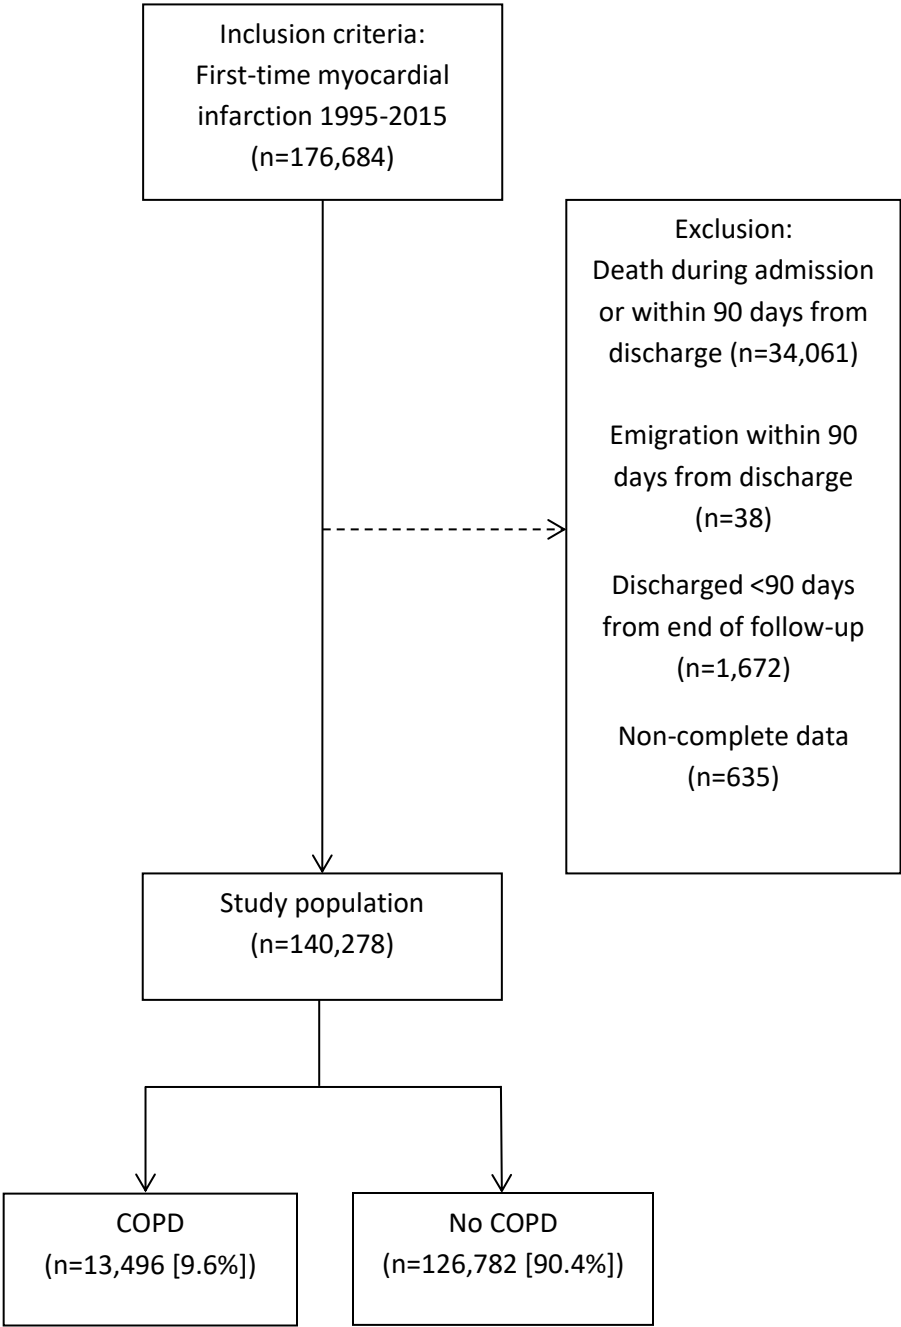 Inclusion criteria:
First-time myocardial
infarction 1995-2015
(n=176,684)
Exclusion:
Death during admission
or within 90 days from
discharge (n=34,061)
Emigration within 90
days from discharge
(n=38)
Discharged <90 days
from end of follow-up
(n=1,672)
Non-complete data
(n=635)
Study population
(n=140,278)
COPD
(n=13,496 [9.6%])
No COPD
(n=126,782 [90.4%])